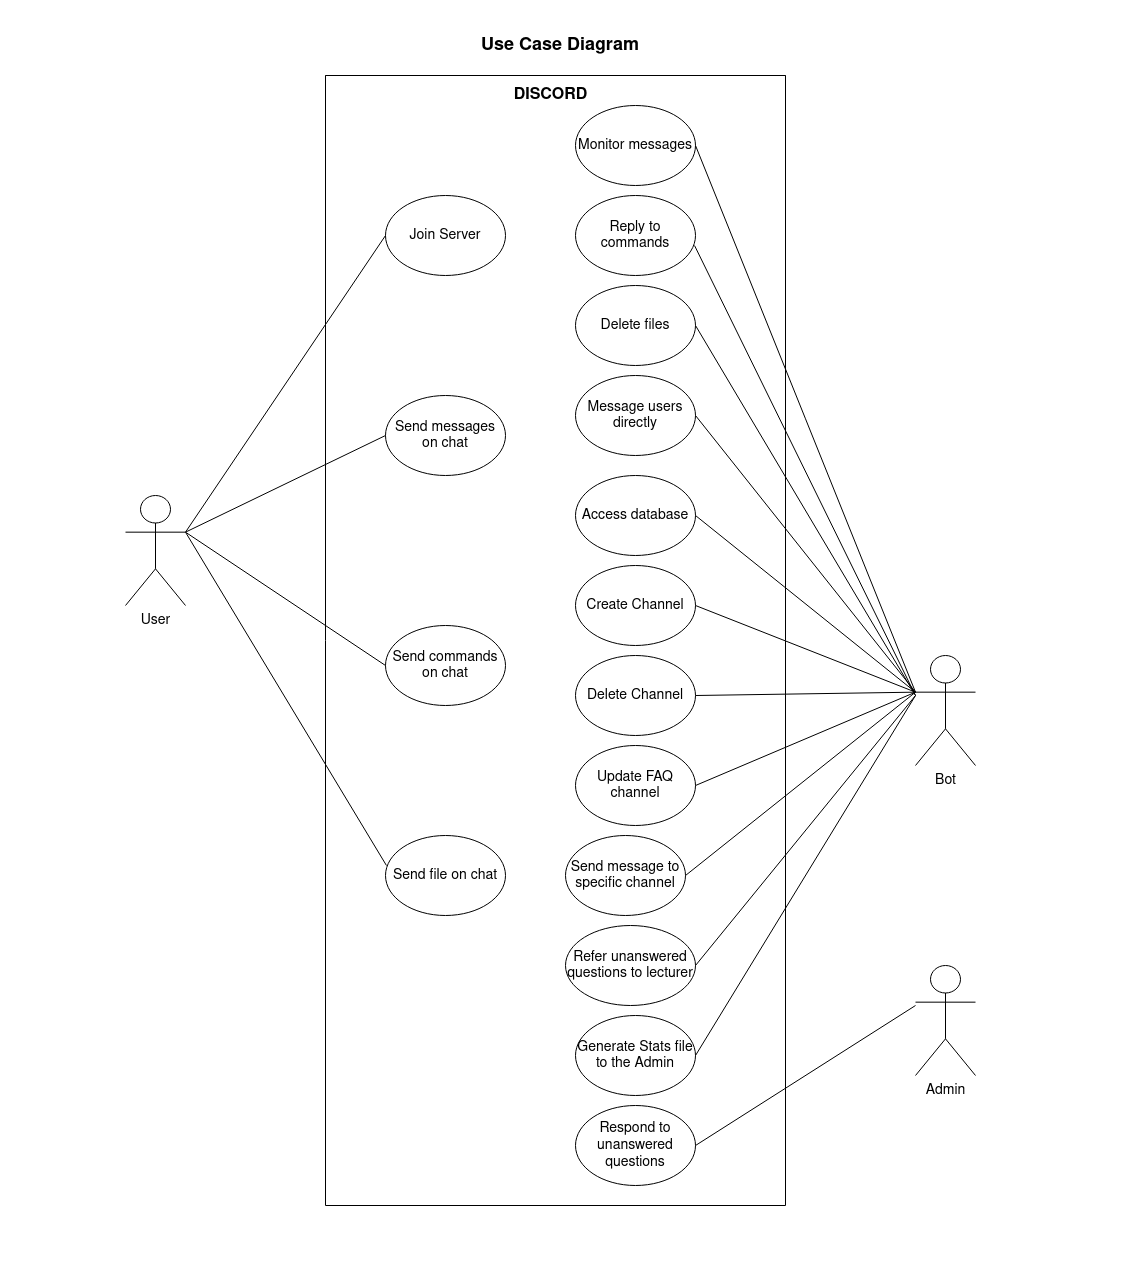 Use Case Diagram
DISCORD
Monitor messages
Join Server
Reply to
commands
Delete files
Send messages
on chat
Message users
directly
Access database
User
Create Channel
Send commands
on chat
Delete Channel
Update FAQ
channel
Bot
Send file on chat
Send message to
specific channel
Refer unanswered
questions to lecturer
Generate Stats file
to the Admin
Admin
Respond to
unanswered
questions